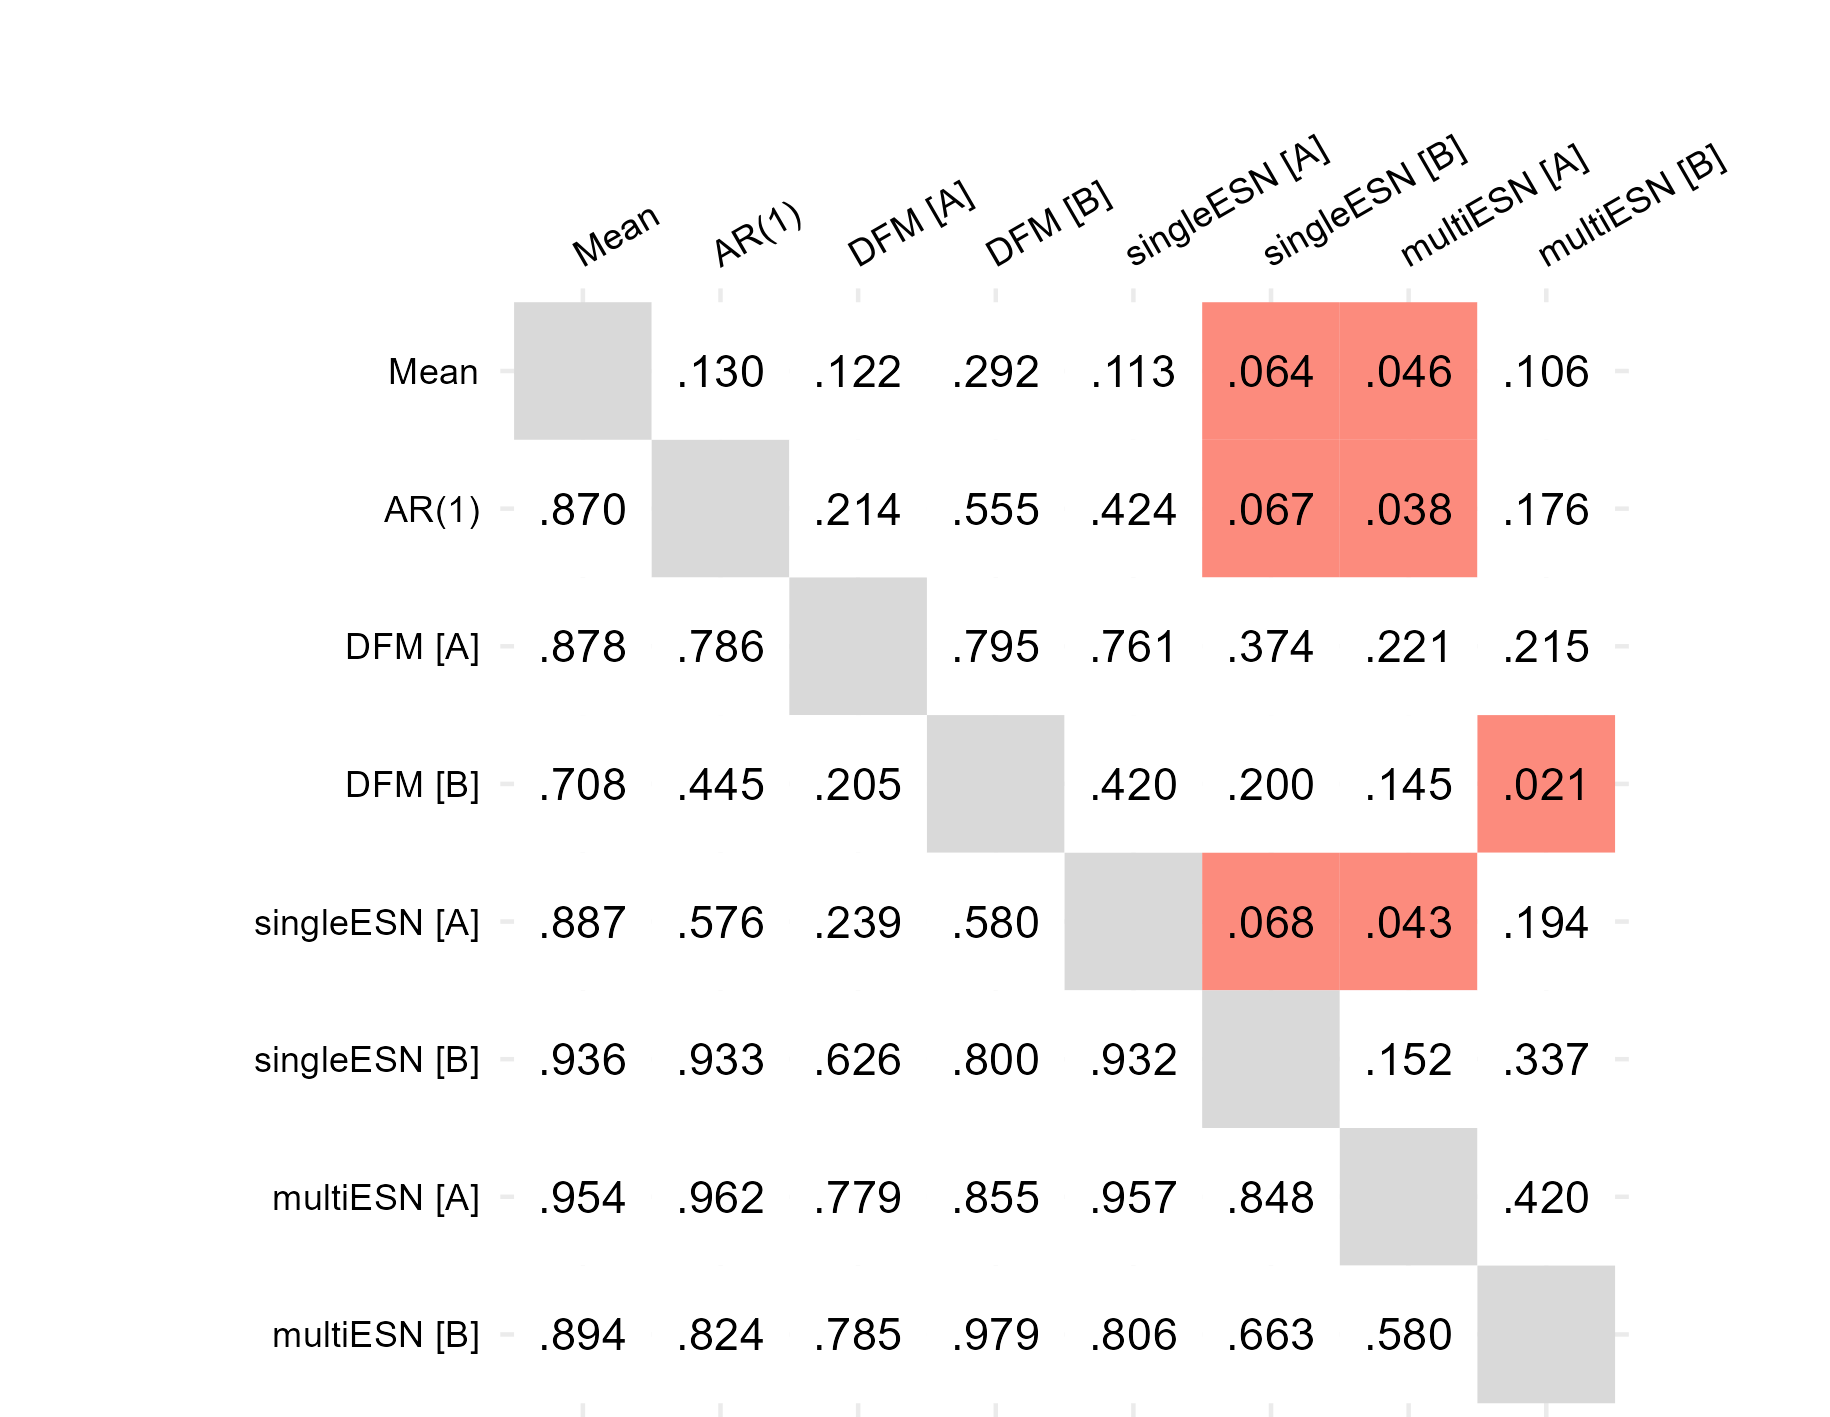 Mean AR(1) DFM [A] DFM [B] singleESN [A] singleESN [B] multiESN [A] multiESN [B]
Mean .130 .122 .292 .113 .064 .046 .106
AR(1) .870 .214 .555 .424 .067 .038 .176
DFM [A] .878 .786 .795 .761 .374 .221 .215
DFM [B] .708 .445 .205 .420 .200 .145 .021
singleESN [A] .887 .576 .239 .580 .068 .043 .194
singleESN [B] .936 .933 .626 .800 .932 .152 .337
multiESN [A] .954 .962 .779 .855 .957 .848 .420
multiESN [B] .894 .824 .785 .979 .806 .663 .580